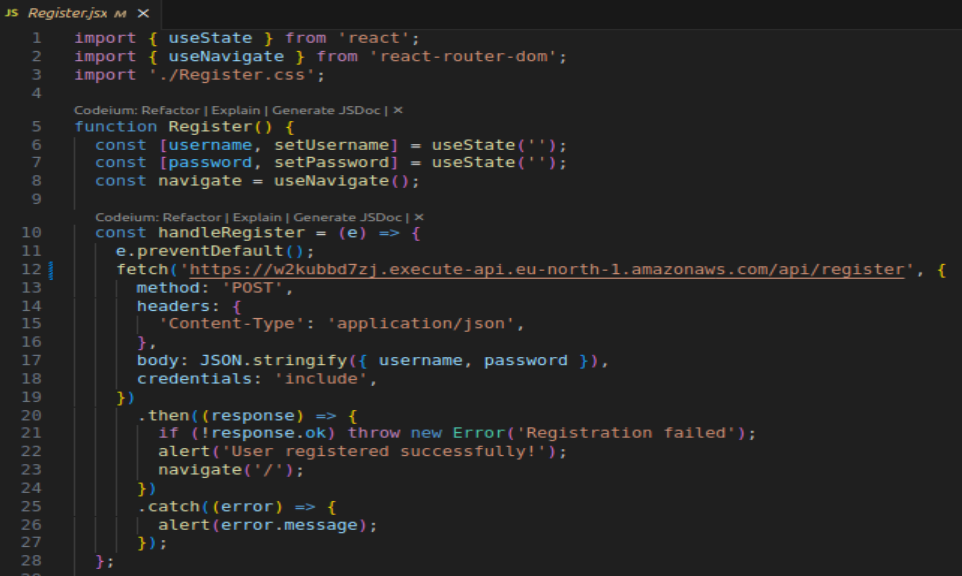 JS Register.jsx M ×
1 import { useState } from 'react';
2 import { useNavigate } from 'react-router-dom';
3 import './Register.css';
4
Codeium: Refactor | Explain | Generate JSDoc | ×
5 function Register() {
6   const [username, setUsername] = useState('');
7   const [password, setPassword] = useState('');
8   const navigate = useNavigate();
9
Codeium: Refactor | Explain | Generate JSDoc | ×
10   const handleRegister = (e) => {
11     e.preventDefault();
12     fetch('https://w2kubbd7zj.execute-api.eu-north-1.amazonaws.com/api/register', {
13       method: 'POST',
14       headers: {
15         'Content-Type': 'application/json',
16       },
17       body: JSON.stringify({ username, password }),
18       credentials: 'include',
19     })
20       .then((response) => {
21         if (!response.ok) throw new Error('Registration failed');
22         alert('User registered successfully!');
23         navigate('/');
24       })
25       .catch((error) => {
26         alert(error.message);
27       });
28   };